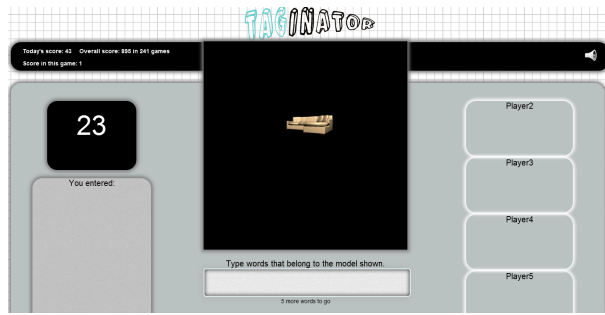 TAGINATOR
Today's score: 43 Overall score: 895 in 241 games
Score in this game: 1
23
You entered:
Type words that belong to the model shown.
3 more words to go
Player2
Player3
Player4
Player5